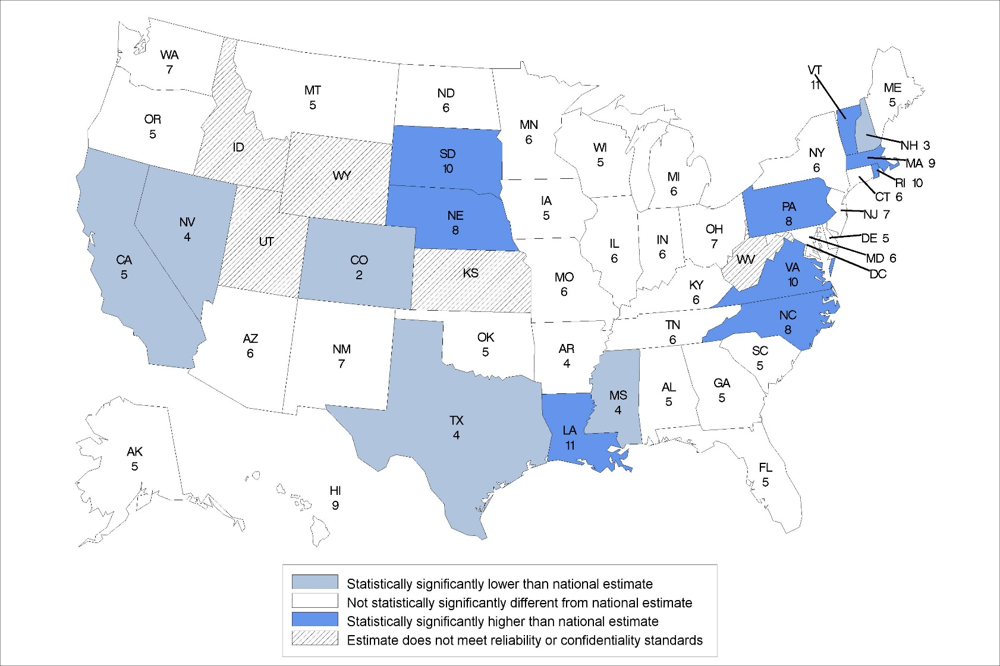 WA
7
MT
5
ND
6
OR
5
ID
MN
6
WI
5
SD
10
WY
MI
6
NY
6
VT
11
ME
5
NH 3
MA 9
RI 10
CT 6
NJ 7
DE 5
MD 6
DC
IA
5
NE
8
NV
4
UT
CA
5
CO
2
KS
MO
6
IL
6
IN
6
OH
7
PA
8
WV
VA
10
KY
6
NC
8
TN
6
SC
5
AZ
6
NM
7
OK
5
AR
4
MS
4
AL
5
GA
5
TX
4
LA
11
FL
5
AK
5
HI
9
Statistically significantly lower than national estimate
Not statistically significantly different from national estimate
Statistically significantly higher than national estimate
Estimate does not meet reliability or confidentiality standards